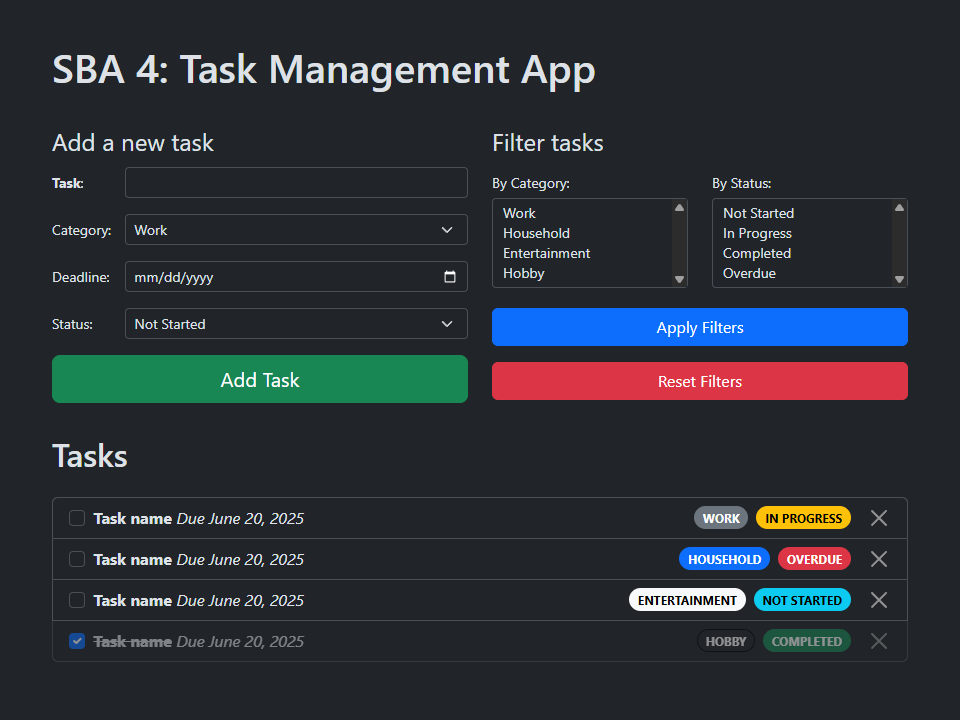 SBA 4: Task Management App
Add a new task
Task:
Category: Work
Deadline: mm/dd/yyyy
Status: Not Started
Add Task
Filter tasks
By Category:
Work
Household
Entertainment
Hobby
By Status:
Not Started
In Progress
Completed
Overdue
Apply Filters
Reset Filters
Tasks
Task name Due June 20, 2025 WORK IN PROGRESS
Task name Due June 20, 2025 HOUSEHOLD OVERDUE
Task name Due June 20, 2025 ENTERTAINMENT NOT STARTED
Task name Due June 20, 2025 HOBBY COMPLETED